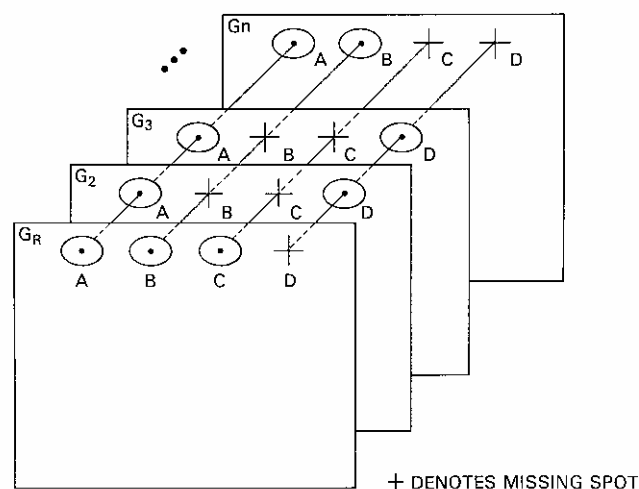 Gn
A B C D
G3
A B C D
G2
A B C D
GR
A B C D
+ DENOTES MISSING SPOT